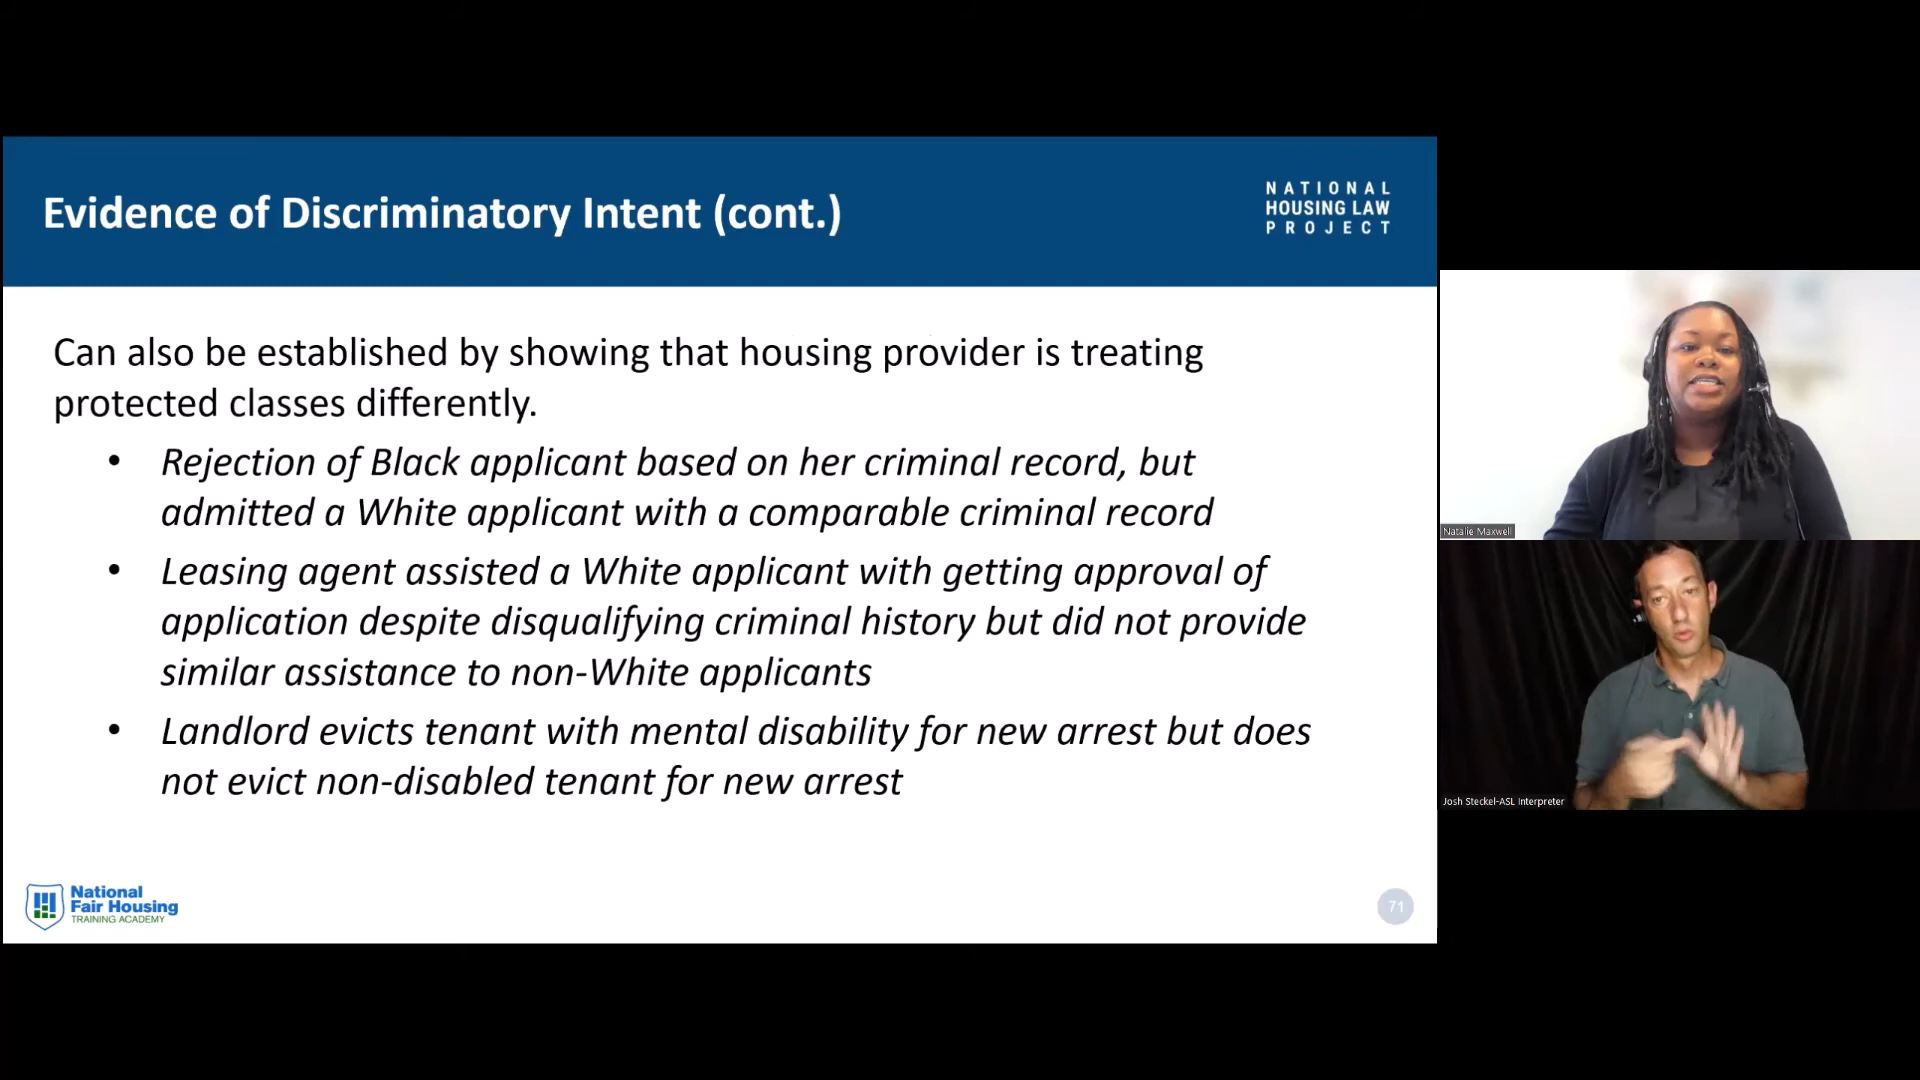 Evidence of Discriminatory Intent (cont.)
NATIONAL
HOUSING LAW
PROJECT
Can also be established by showing that housing provider is treating
protected classes differently.
• Rejection of Black applicant based on her criminal record, but
admitted a White applicant with a comparable criminal record
• Leasing agent assisted a White applicant with getting approval of
application despite disqualifying criminal history but did not provide
similar assistance to non-White applicants
• Landlord evicts tenant with mental disability for new arrest but does
not evict non-disabled tenant for new arrest
National
Fair Housing
TRAINING ACADEMY
71
Natalie Maxwell
Josh Steckel-ASL Interpreter